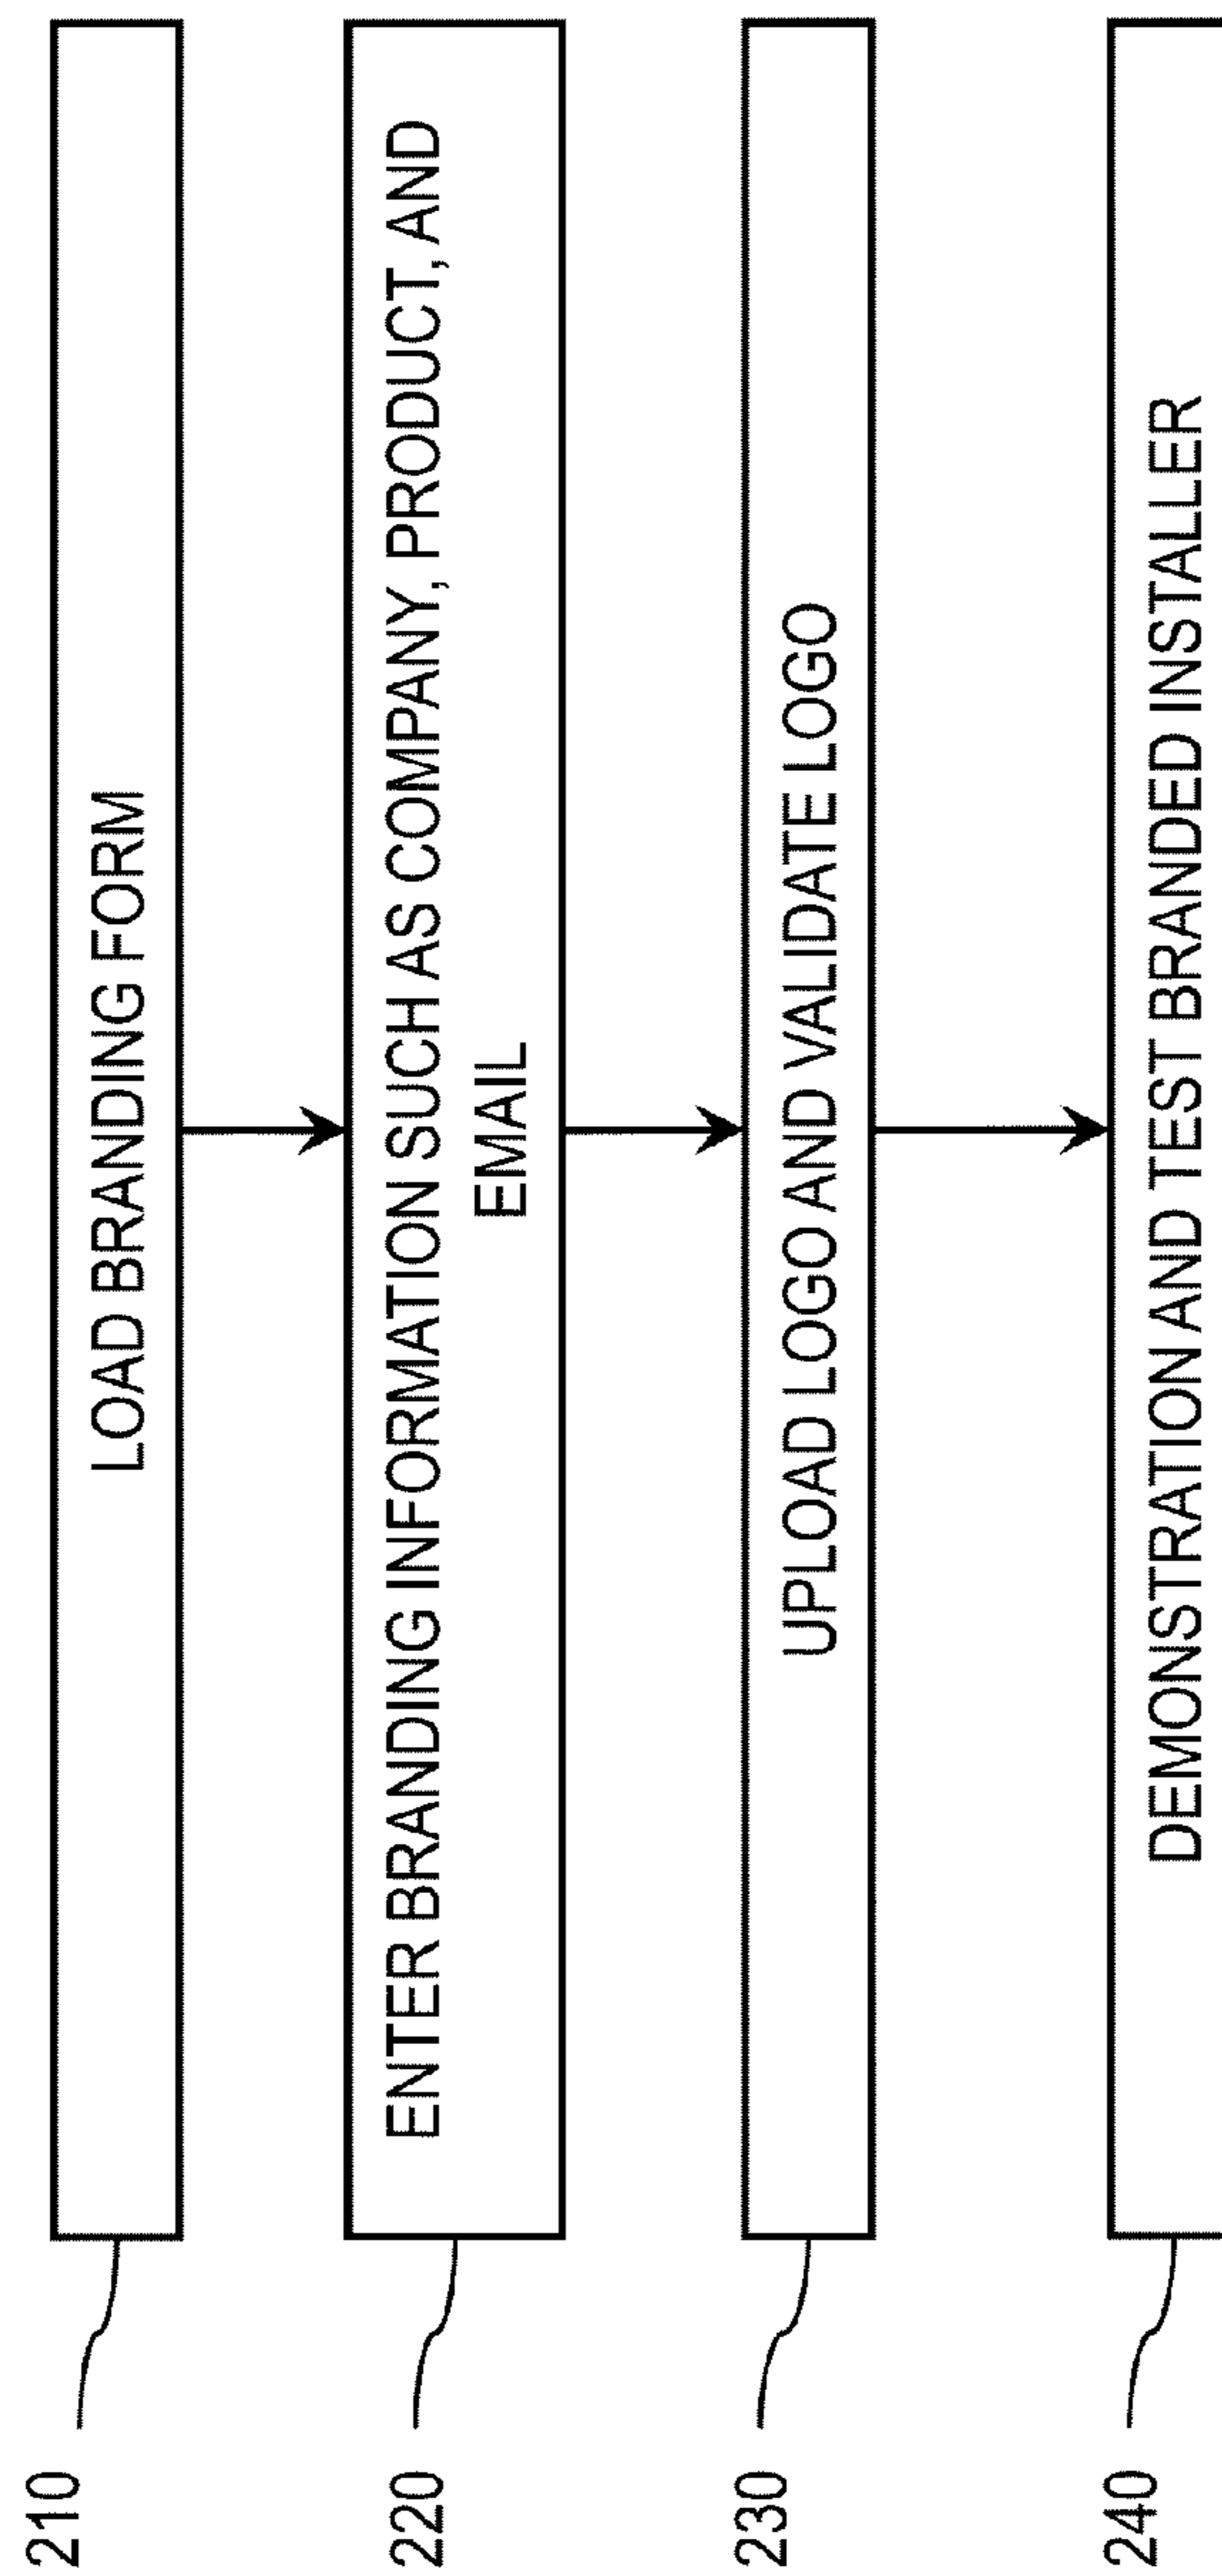 210
LOAD BRANDING FORM
220
ENTER BRANDING INFORMATION SUCH AS COMPANY, PRODUCT, AND
EMAIL
230
UPLOAD LOGO AND VALIDATE LOGO
240
DEMONSTRATION AND TEST BRANDED INSTALLER